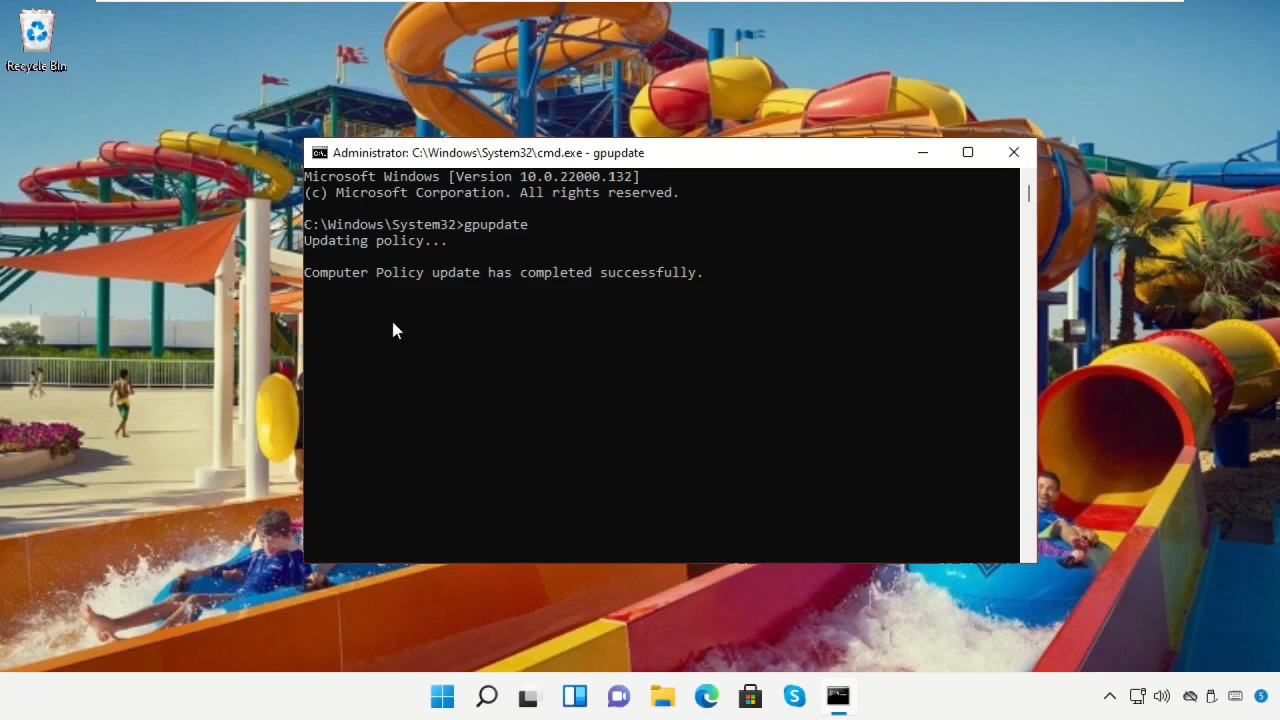 Recycle Bin
Administrator: C:\Windows\System32\cmd.exe - gpupdate
Microsoft Windows [Version 10.0.22000.132]
(c) Microsoft Corporation. All rights reserved.
C:\Windows\System32>gpupdate
Updating policy...
Computer Policy update has completed successfully.
5